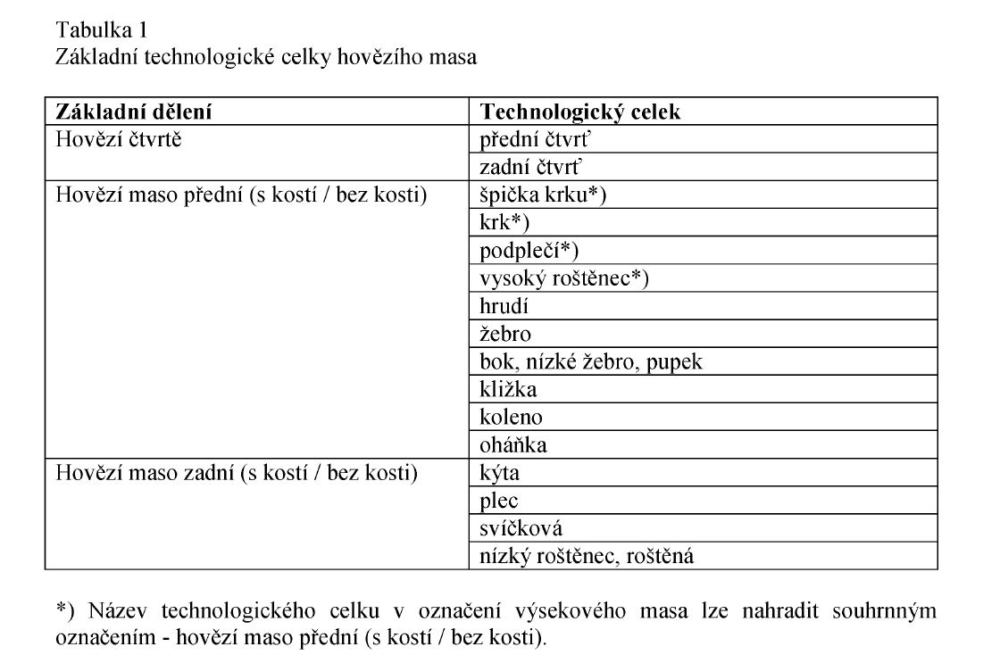 Tabulka 1
Základní technologické celky hovězího masa
Základní dělení Technologický celek
Hovězí čtvrtě přední čtvrť
zadní čtvrť
Hovězí maso přední (s kostí / bez kosti) špička krku*)
krk*)
podplečí*)
vysoký roštěnec*)
hrudí
žebro
bok, nízké žebro, pupek
kližka
koleno
oháňka
Hovězí maso zadní (s kostí / bez kosti) kýta
plec
svíčková
nízký roštěnec, roštěná
*) Název technologického celku v označení výsekového masa lze nahradit souhrnným
označením - hovězí maso přední (s kostí / bez kosti).